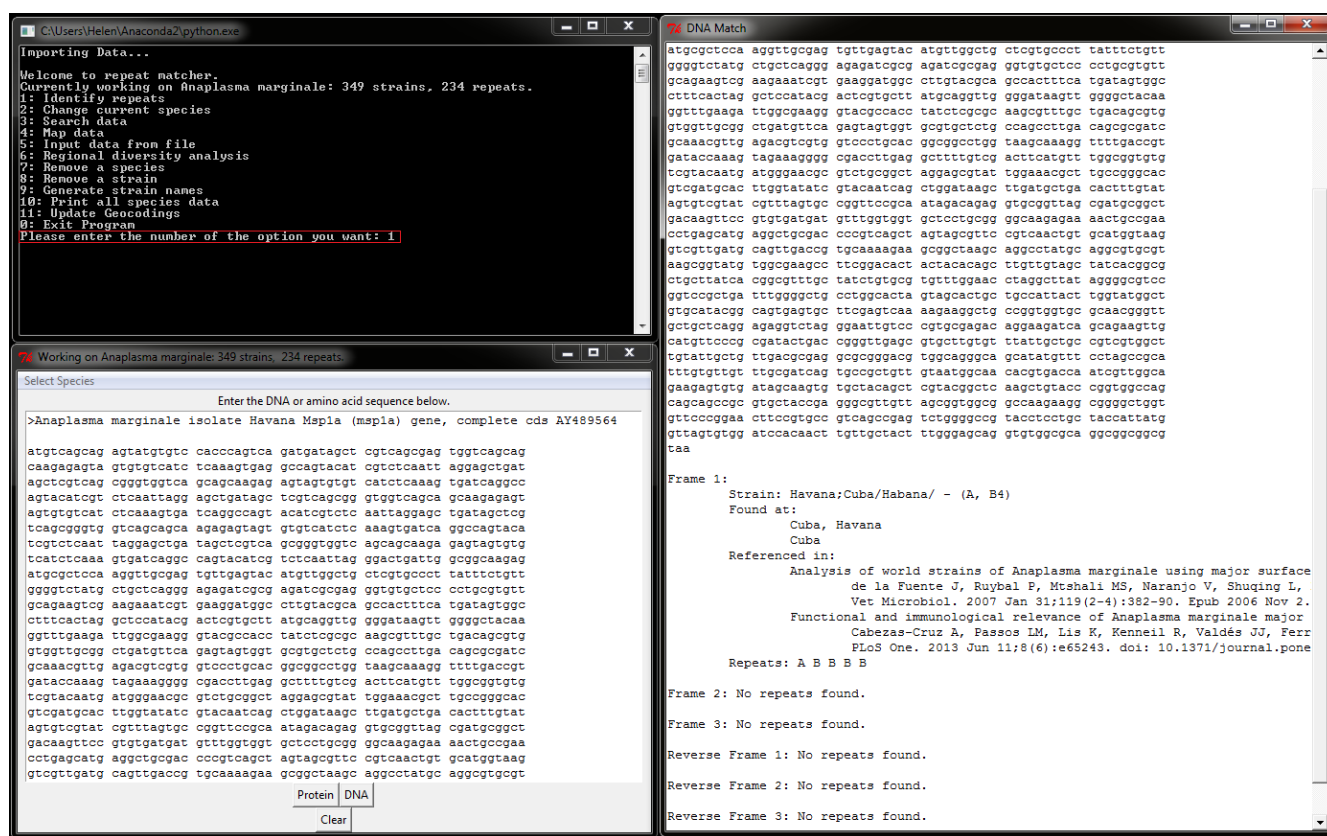 C:\Users\Helen\Anaconda2\python.exe
Importing Data...
Welcome to repeat matcher.
Currently working on Anaplasma marginale: 349 strains, 234 repeats.
1: Identify repeats
2: Change current species
3: Search data
4: Map data
5: Input data from file
6: Regional diversity analysis
7: Remove a species
8: Remove a strain
9: Generate strain names
10: Print all species data
11: Update Geocodings
0: Exit Program
Please enter the number of the option you want: 1
Working on Anaplasma marginale: 349 strains, 234 repeats.
Select Species
Enter the DNA or amino acid sequence below.
>Anaplasma marginale isolate Havana Msp1a (msp1a) gene, complete cds AY489564
atgtcagcag agtatgtgtc cacccagtca gatgatagct cgtcagcgag tggtcagcag
caagagagta gtgtgtcatc tcaaagtgag gccagtacat cgtctcaatt aggagctgat
agctcgtcag cgggtggtca gcagcaagag agtagtgtgt catctcaaag tgatcaggcc
agtacatcgt ctcaattagg agctgatagc tcgtcagcgg gtggtcagca gcaagagagt
agtgtgtcat ctcaaagtga tcaggccagt acatcgtctc aattaggagc tgatagctcg
tcagcgggtg gtcagcagca agagagtagt gtgtcatctc aaagtgatca ggccagtaca
tcgtctcaat taggagctga tagctcgtca gcgggtggtc agcagcaaga gagtagtgtg
tcatctcaaa gtgatcaggc cagtacatcg tctcaattag ggactgattg gcggcaagag
atgcgctcca aggttgcgag tgttgagtac atgttggctg ctcgtgccct tatttctgtt
ggggtctatg ctgctcaggg agagatcgcg agatcgcgag ggtgtgctcc cctgcgtgtt
gcagaagtcg aagaaatcgt gaaggatggc cttgtacgca gccactttca tgatagtggc
ctttcactag gctccatacg actcgtgctt atgcaggttg gggataagtt ggggctacaa
ggtttgaaga ttggcgaagg gtacgccacc tatctcgcgc aagcgtttgc tgacagcgtg
gtggttgcgg ctgatgttca gagtagtggt gcgtgctctg ccagccttga cagcgcgatc
gcaaacgttg agacgtcgtg gtccctgcac ggcggcctgg taagcaaagg ttttgaccgt
gataccaaag tagaaagggg cgaccttgag gcttttgtcg acttcatgtt tggcggtgtg
tcgtacaatg atgggaacgc gtctgcggct aggagcgtat tggaaacgct tgccgggcac
gtcgatgcac ttggtatatc gtacaatcag ctggataagc ttgatgctga cactttgtat
agtgtcgtat cgtttagtgc cggttccgca atagacagag gtgcggttag cgatgcggct
gacaagttcc gtgtgatgat gtttggtggt gctcctgcgg ggcaagagaa aactgccgaa
cctgagcatg aggctgcgac cccgtcagct agtagcgttc cgtcaactgt gcatggtaag
gtcgttgatg cagttgaccg tgcaaaagaa gcggctaagc aggcctatgc aggcgtgcgt
Protein DNA
Clear
DNA Match
atgcgctcca aggttgcgag tgttgagtac atgttggctg ctcgtgccct tatttctgtt
ggggtctatg ctgctcaggg agagatcgcg agatcgcgag ggtgtgctcc cctgcgtgtt
gcagaagtcg aagaaatcgt gaaggatggc cttgtacgca gccactttca tgatagtggc
ctttcactag gctccatacg actcgtgctt atgcaggttg gggataagtt ggggctacaa
ggtttgaaga ttggcgaagg gtacgccacc tatctcgcgc aagcgtttgc tgacagcgtg
gtggttgcgg ctgatgttca gagtagtggt gcgtgctctg ccagccttga cagcgcgatc
gcaaacgttg agacgtcgtg gtccctgcac ggcggcctgg taagcaaagg ttttgaccgt
gataccaaag tagaaagggg cgaccttgag gcttttgtcg acttcatgtt tggcggtgtg
tcgtacaatg atgggaacgc gtctgcggct aggagcgtat tggaaacgct tgccgggcac
gtcgatgcac ttggtatatc gtacaatcag ctggataagc ttgatgctga cactttgtat
agtgtcgtat cgtttagtgc cggttccgca atagacagag gtgcggttag cgatgcggct
gacaagttcc gtgtgatgat gtttggtggt gctcctgcgg ggcaagagaa aactgccgaa
cctgagcatg aggctgcgac cccgtcagct agtagcgttc cgtcaactgt gcatggtaag
gtcgttgatg cagttgaccg tgcaaaagaa gcggctaagc aggcctatgc aggcgtgcgt
aagcggtatg tggcgaagcc ttcggacact actacacagc ttgttgtagc tatcacggcg
ctgcttatca cggcgtttgc tatctgtgcg tgtttggaac ctaggcttat aggggcgtcc
ggtccgctga tttggggctg cctggcacta gtagcactgc tgccattact tggtatggct
gtgcatacgg cagtgagtgc ttcgagtcaa aagaaggctg ccggtggtgc gcaacgggtt
gctgctcagg agaggtctag ggaattgtcc cgtgcgagac aggaagatca gcagaagttg
catgttcccg cgatactgac cgggttgagc gtgcttgtgt ttattgctgc cgtcgtggct
tgtattgctg ttgacgcgag gcgcgggacg tggcagggca gcatatgttt cctagccgca
tttgtgttgt ttgcgatcag tgccgctgtt gtaatggcaa cacgtgacca atcgttggca
gaagagtgtg atagcaagtg tgctacagct cgtacggctc aagctgtacc cggtggccag
cagcagccgc gtgctaccga gggcgttgtt agcggtggcg gccaagaagg cggggctggt
gttcccggaa cttccgtgcc gtcagccgag tctggggccg tacctcctgc taccattatg
gttagtgtgg atccacaact tgttgctact ttgggagcag gtgtggcgca ggcggcggcg
taa
Frame 1:
Strain: Havana;Cuba/Habana/ - (A, B4)
Found at:
Cuba, Havana
Cuba
Referenced in:
Analysis of world strains of Anaplasma marginale using major surface
de la Fuente J, Ruybal P, Mtshali MS, Naranjo V, Shuqing L,
Vet Microbiol. 2007 Jan 31;119(2-4):382-90. Epub 2006 Nov 2.
Functional and immunological relevance of Anaplasma marginale major
Cabezas-Cruz A, Passos LM, Lis K, Kenneil R, Valdés JJ, Ferr
PLoS One. 2013 Jun 11;8(6):e65243. doi: 10.1371/journal.pone
Repeats: A B B B B
Frame 2: No repeats found.
Frame 3: No repeats found.
Reverse Frame 1: No repeats found.
Reverse Frame 2: No repeats found.
Reverse Frame 3: No repeats found.